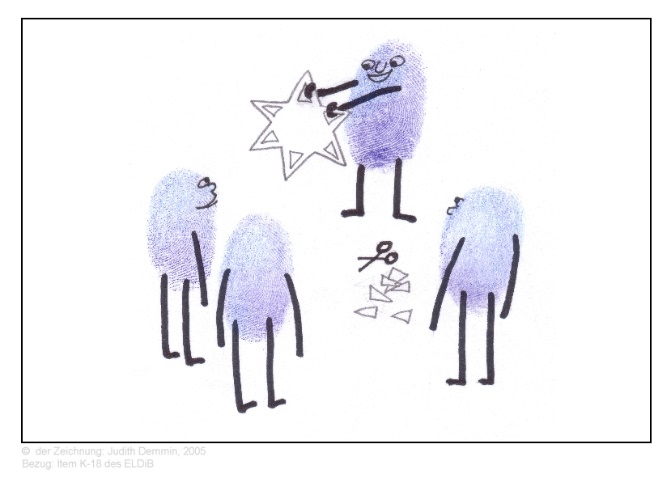 © der Zeichnung: Judith Demmin, 2005
Bezug: Item K-18 des ELDiB